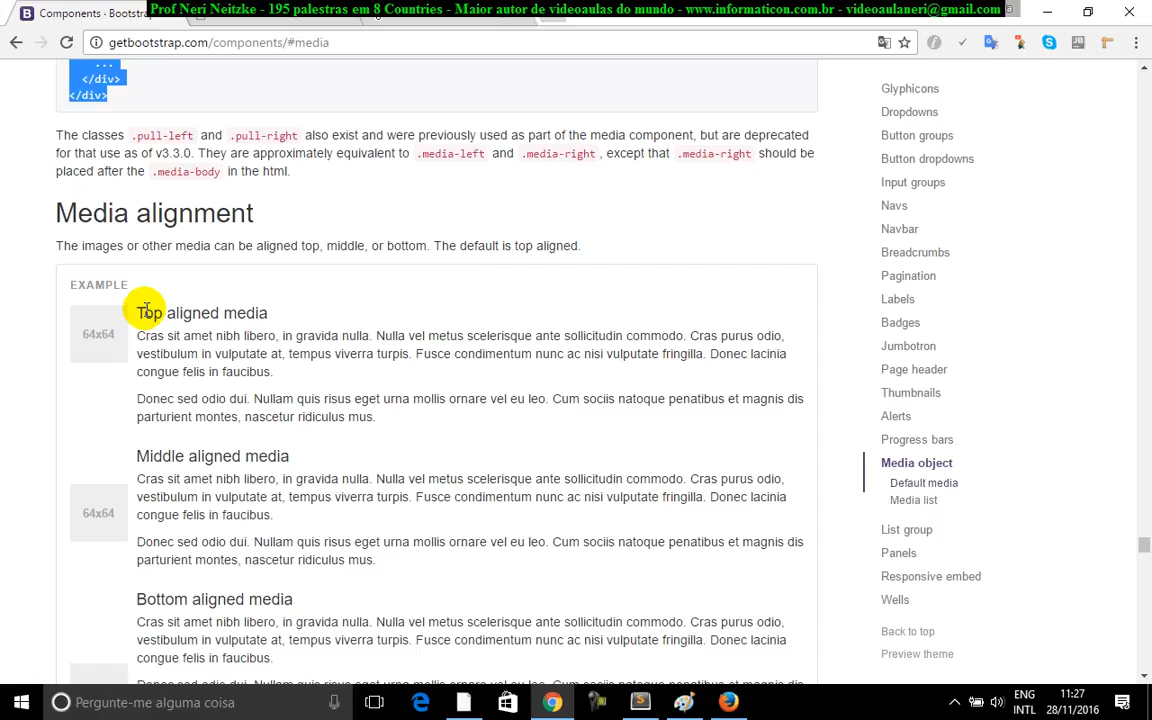 Prof Neri Neitzke - 195 palestras em 8 Countries - Maior autor de videoaulas do mundo - www.informaticon.com.br - videoaulaneri@gmail.com
Components · Bootstrap
getbootstrap.com/components/#media
...
</div>
</div>
The classes .pull-left and .pull-right also exist and were previously used as part of the media component, but are deprecated
for that use as of v3.3.0. They are approximately equivalent to .media-left and .media-right, except that .media-right should be
placed after the .media-body in the html.
Media alignment
The images or other media can be aligned top, middle, or bottom. The default is top aligned.
EXAMPLE
64x64
Top aligned media
Cras sit amet nibh libero, in gravida nulla. Nulla vel metus scelerisque ante sollicitudin commodo. Cras purus odio,
vestibulum in vulputate at, tempus viverra turpis. Fusce condimentum nunc ac nisi vulputate fringilla. Donec lacinia
congue felis in faucibus.
Donec sed odio dui. Nullam quis risus eget urna mollis ornare vel eu leo. Cum sociis natoque penatibus et magnis dis
parturient montes, nascetur ridiculus mus.
Middle aligned media
Cras sit amet nibh libero, in gravida nulla. Nulla vel metus scelerisque ante sollicitudin commodo. Cras purus odio,
vestibulum in vulputate at, tempus viverra turpis. Fusce condimentum nunc ac nisi vulputate fringilla. Donec lacinia
congue felis in faucibus.
64x64
Donec sed odio dui. Nullam quis risus eget urna mollis ornare vel eu leo. Cum sociis natoque penatibus et magnis dis
parturient montes, nascetur ridiculus mus.
Bottom aligned media
Cras sit amet nibh libero, in gravida nulla. Nulla vel metus scelerisque ante sollicitudin commodo. Cras purus odio,
vestibulum in vulputate at, tempus viverra turpis. Fusce condimentum nunc ac nisi vulputate fringilla. Donec lacinia
congue felis in faucibus.
Glyphicons
Dropdowns
Button groups
Button dropdowns
Input groups
Navs
Navbar
Breadcrumbs
Pagination
Labels
Badges
Jumbotron
Page header
Thumbnails
Alerts
Progress bars
Media object
Default media
Media list
List group
Panels
Responsive embed
Wells
Back to top
Preview theme
Pergunte-me alguma coisa
ENG
INTL
11:27
28/11/2016